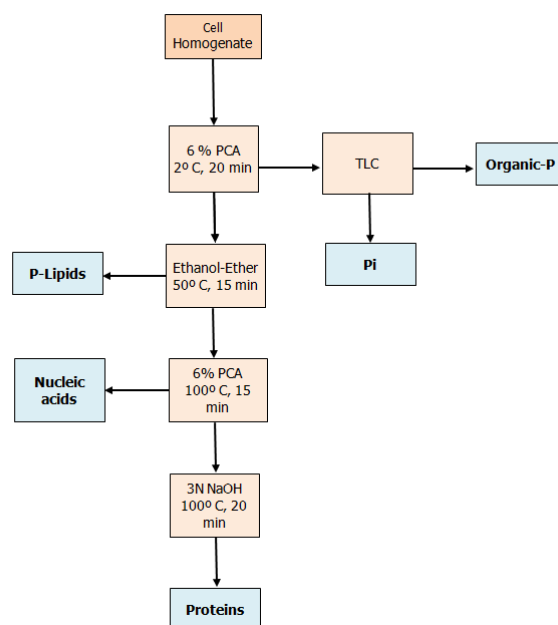 Cell
Homogenate
6 % PCA
2º C, 20 min
TLC
Organic-P
Pi
Ethanol-Ether
50º C, 15 min
P-Lipids
6% PCA
100º C, 15
min
Nucleic
acids
3N NaOH
100º C, 20
min
Proteins